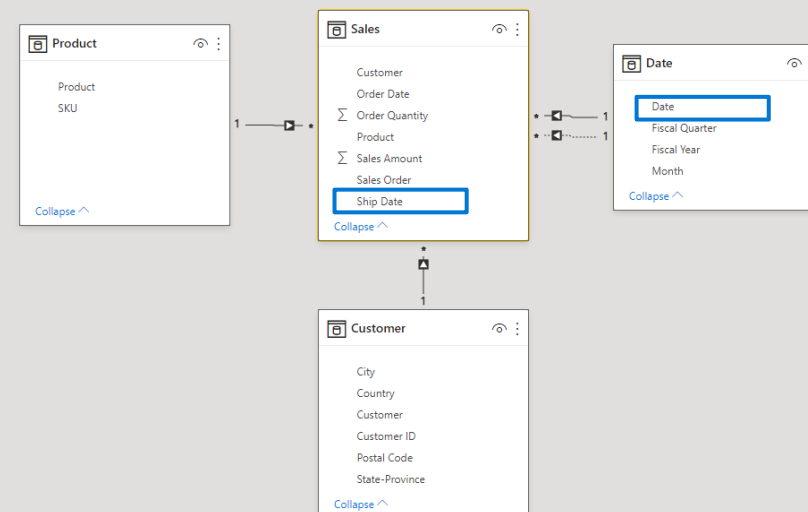 Product
Product
SKU
Collapse
1
*
Sales
Customer
Order Date
Σ Order Quantity
Product
Σ Sales Amount
Sales Order
Ship Date
Collapse
* 1
* 1
Date
Date
Fiscal Quarter
Fiscal Year
Month
Collapse
*
1
Customer
City
Country
Customer
Customer ID
Postal Code
State-Province
Collapse